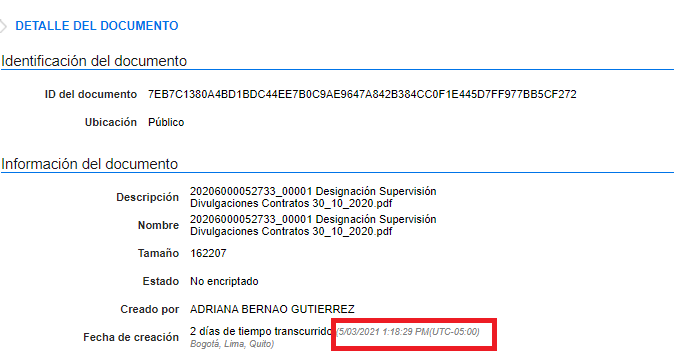 DETALLE DEL DOCUMENTO
Identificación del documento
ID del documento 7EB7C1380A4BD1BDC44EE7B0C9AE9647A842B384CC0F1E445D7FF977BB5CF272
Ubicación Público
Información del documento
Descripción 20206000052733_00001 Designación Supervisión
Divulgaciones Contratos 30_10_2020.pdf
Nombre 20206000052733_00001 Designación Supervisión
Divulgaciones Contratos 30_10_2020.pdf
Tamaño 162207
Estado No encriptado
Creado por ADRIANA BERNAO GUTIERREZ
Fecha de creación 2 días de tiempo transcurrido (5/03/2021 1:18:29 PM(UTC-05:00)
Bogotá, Lima, Quito)